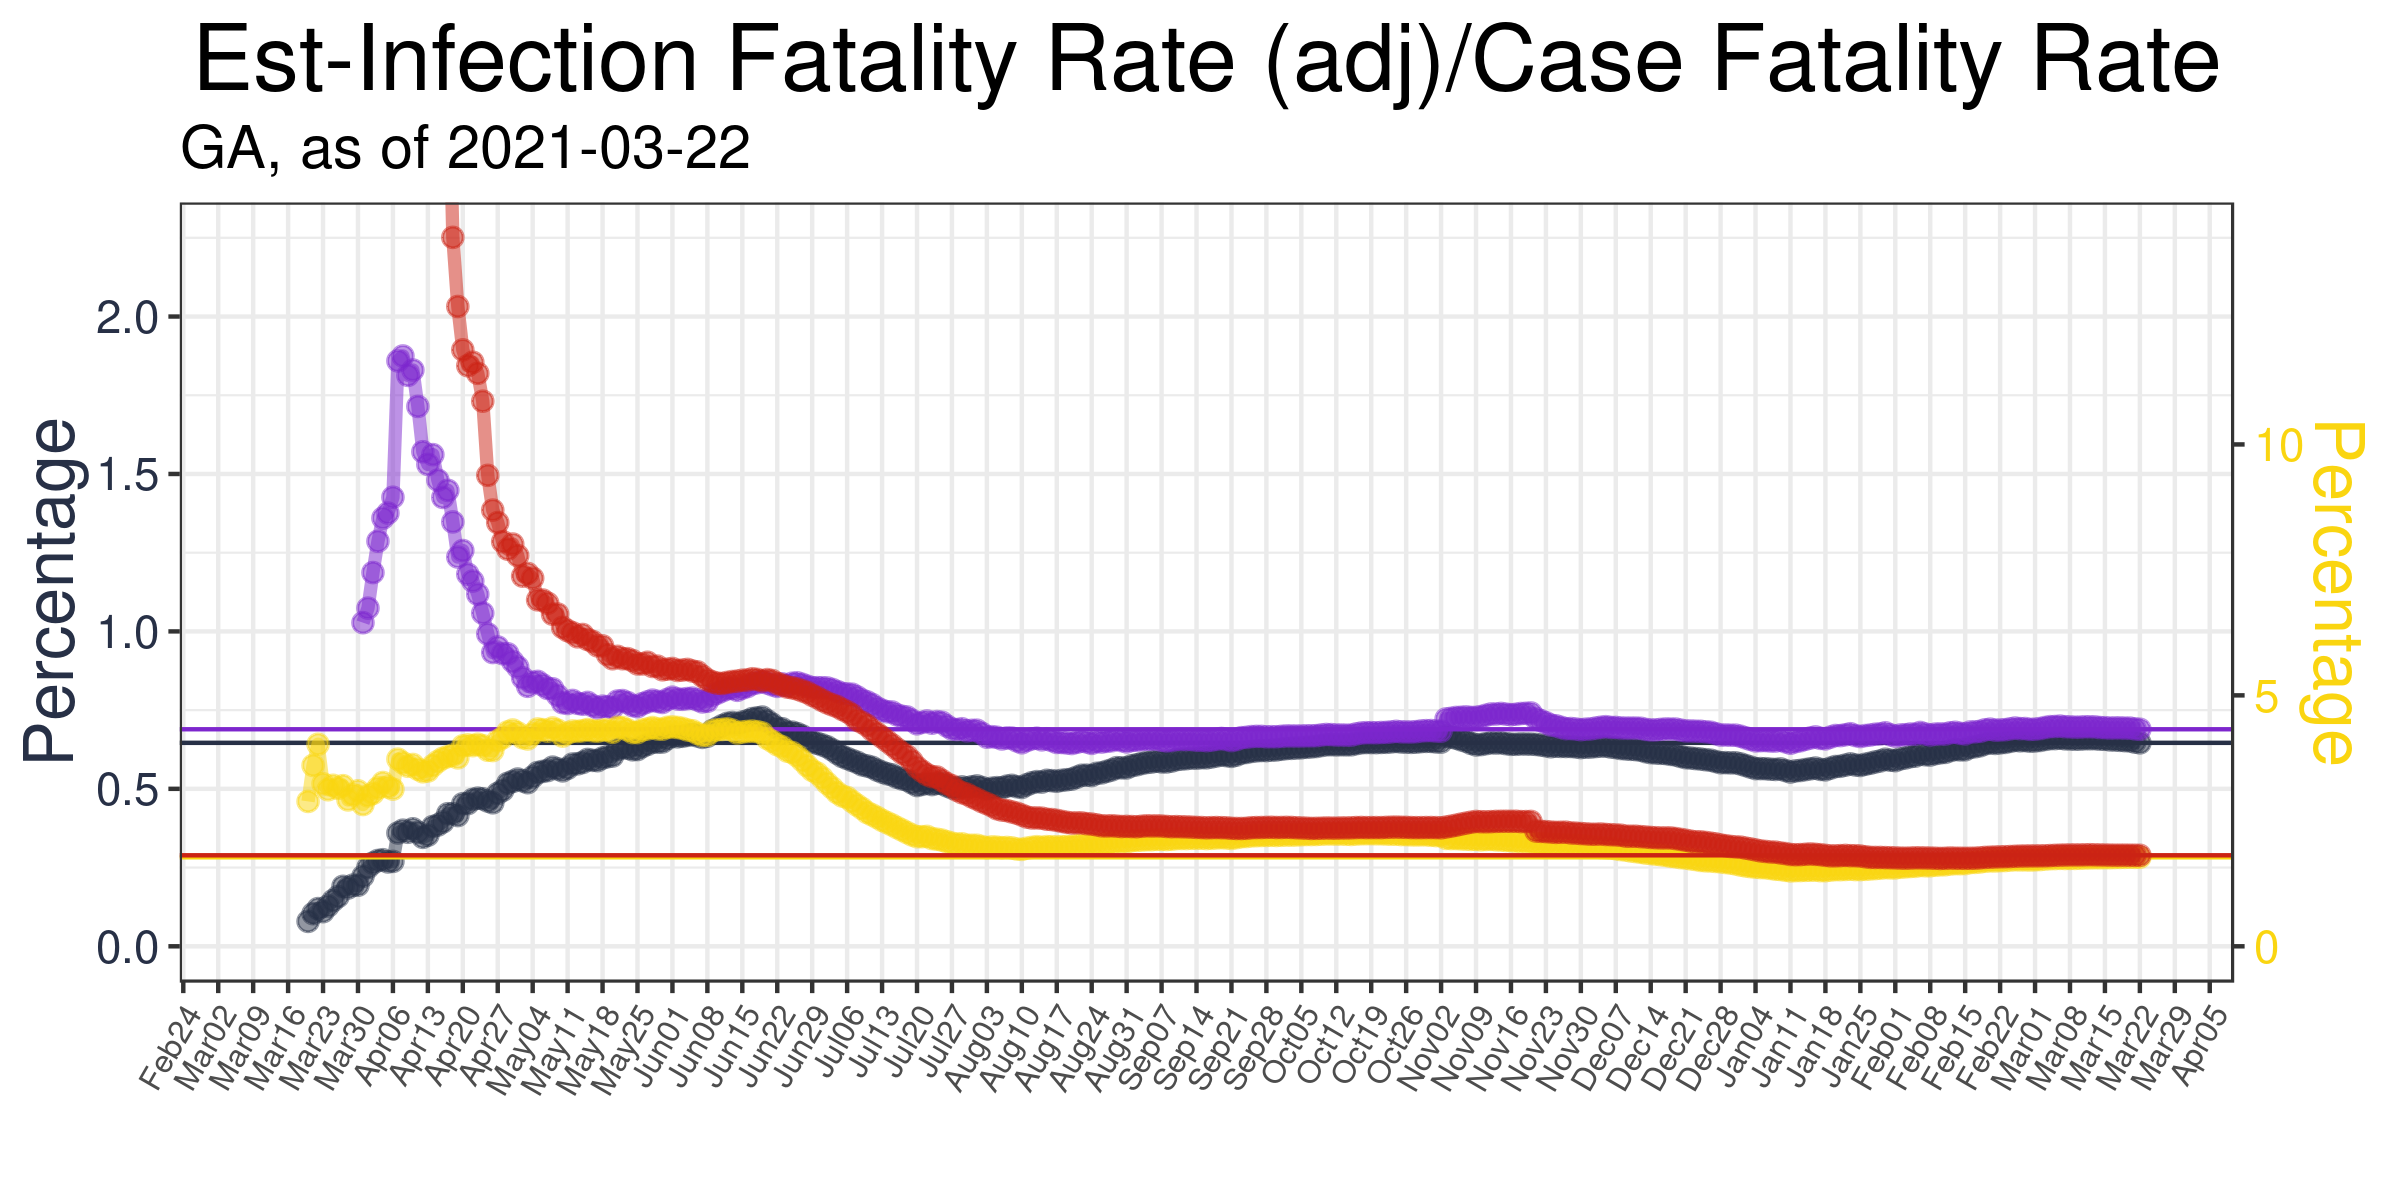 Est-Infection Fatality Rate (adj)/Case Fatality Rate
GA, as of 2021-03-22
Percentage
2.0
1.5
1.0
0.5
0.0
Percentage
10
5
0
Feb24
Mar02
Mar09
Mar16
Mar23
Mar30
Apr06
Apr13
Apr20
Apr27
May04
May11
May18
May25
Jun01
Jun08
Jun15
Jun22
Jun29
Jul06
Jul13
Jul20
Jul27
Aug03
Aug10
Aug17
Aug24
Aug31
Sep07
Sep14
Sep21
Sep28
Oct05
Oct12
Oct19
Oct26
Nov02
Nov09
Nov16
Nov23
Nov30
Dec07
Dec14
Dec21
Dec28
Jan04
Jan11
Jan18
Jan25
Feb01
Feb08
Feb15
Feb22
Mar01
Mar08
Mar15
Mar22
Mar29
Apr05